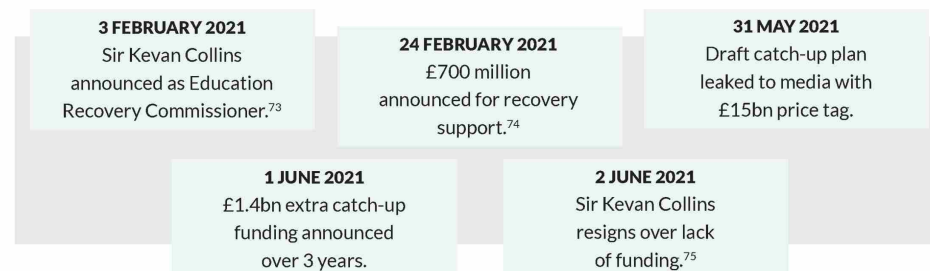 3 FEBRUARY 2021
Sir Kevan Collins
announced as Education
Recovery Commissioner.73
24 FEBRUARY 2021
£700 million
announced for recovery
support.74
31 MAY 2021
Draft catch-up plan
leaked to media with
£15bn price tag.
1 JUNE 2021
£1.4bn extra catch-up
funding announced
over 3 years.
2 JUNE 2021
Sir Kevan Collins
resigns over lack
of funding.75